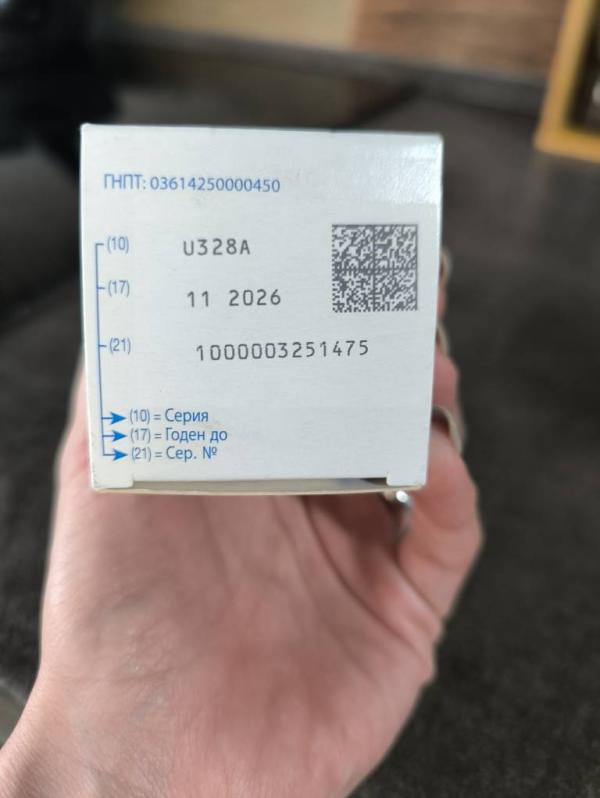 ГНПТ: 03614250000450
(10) U328A
(17) 11 2026
(21) 1000003251475
(10) = Серия
(17) = Годен до
(21) = Сер. №